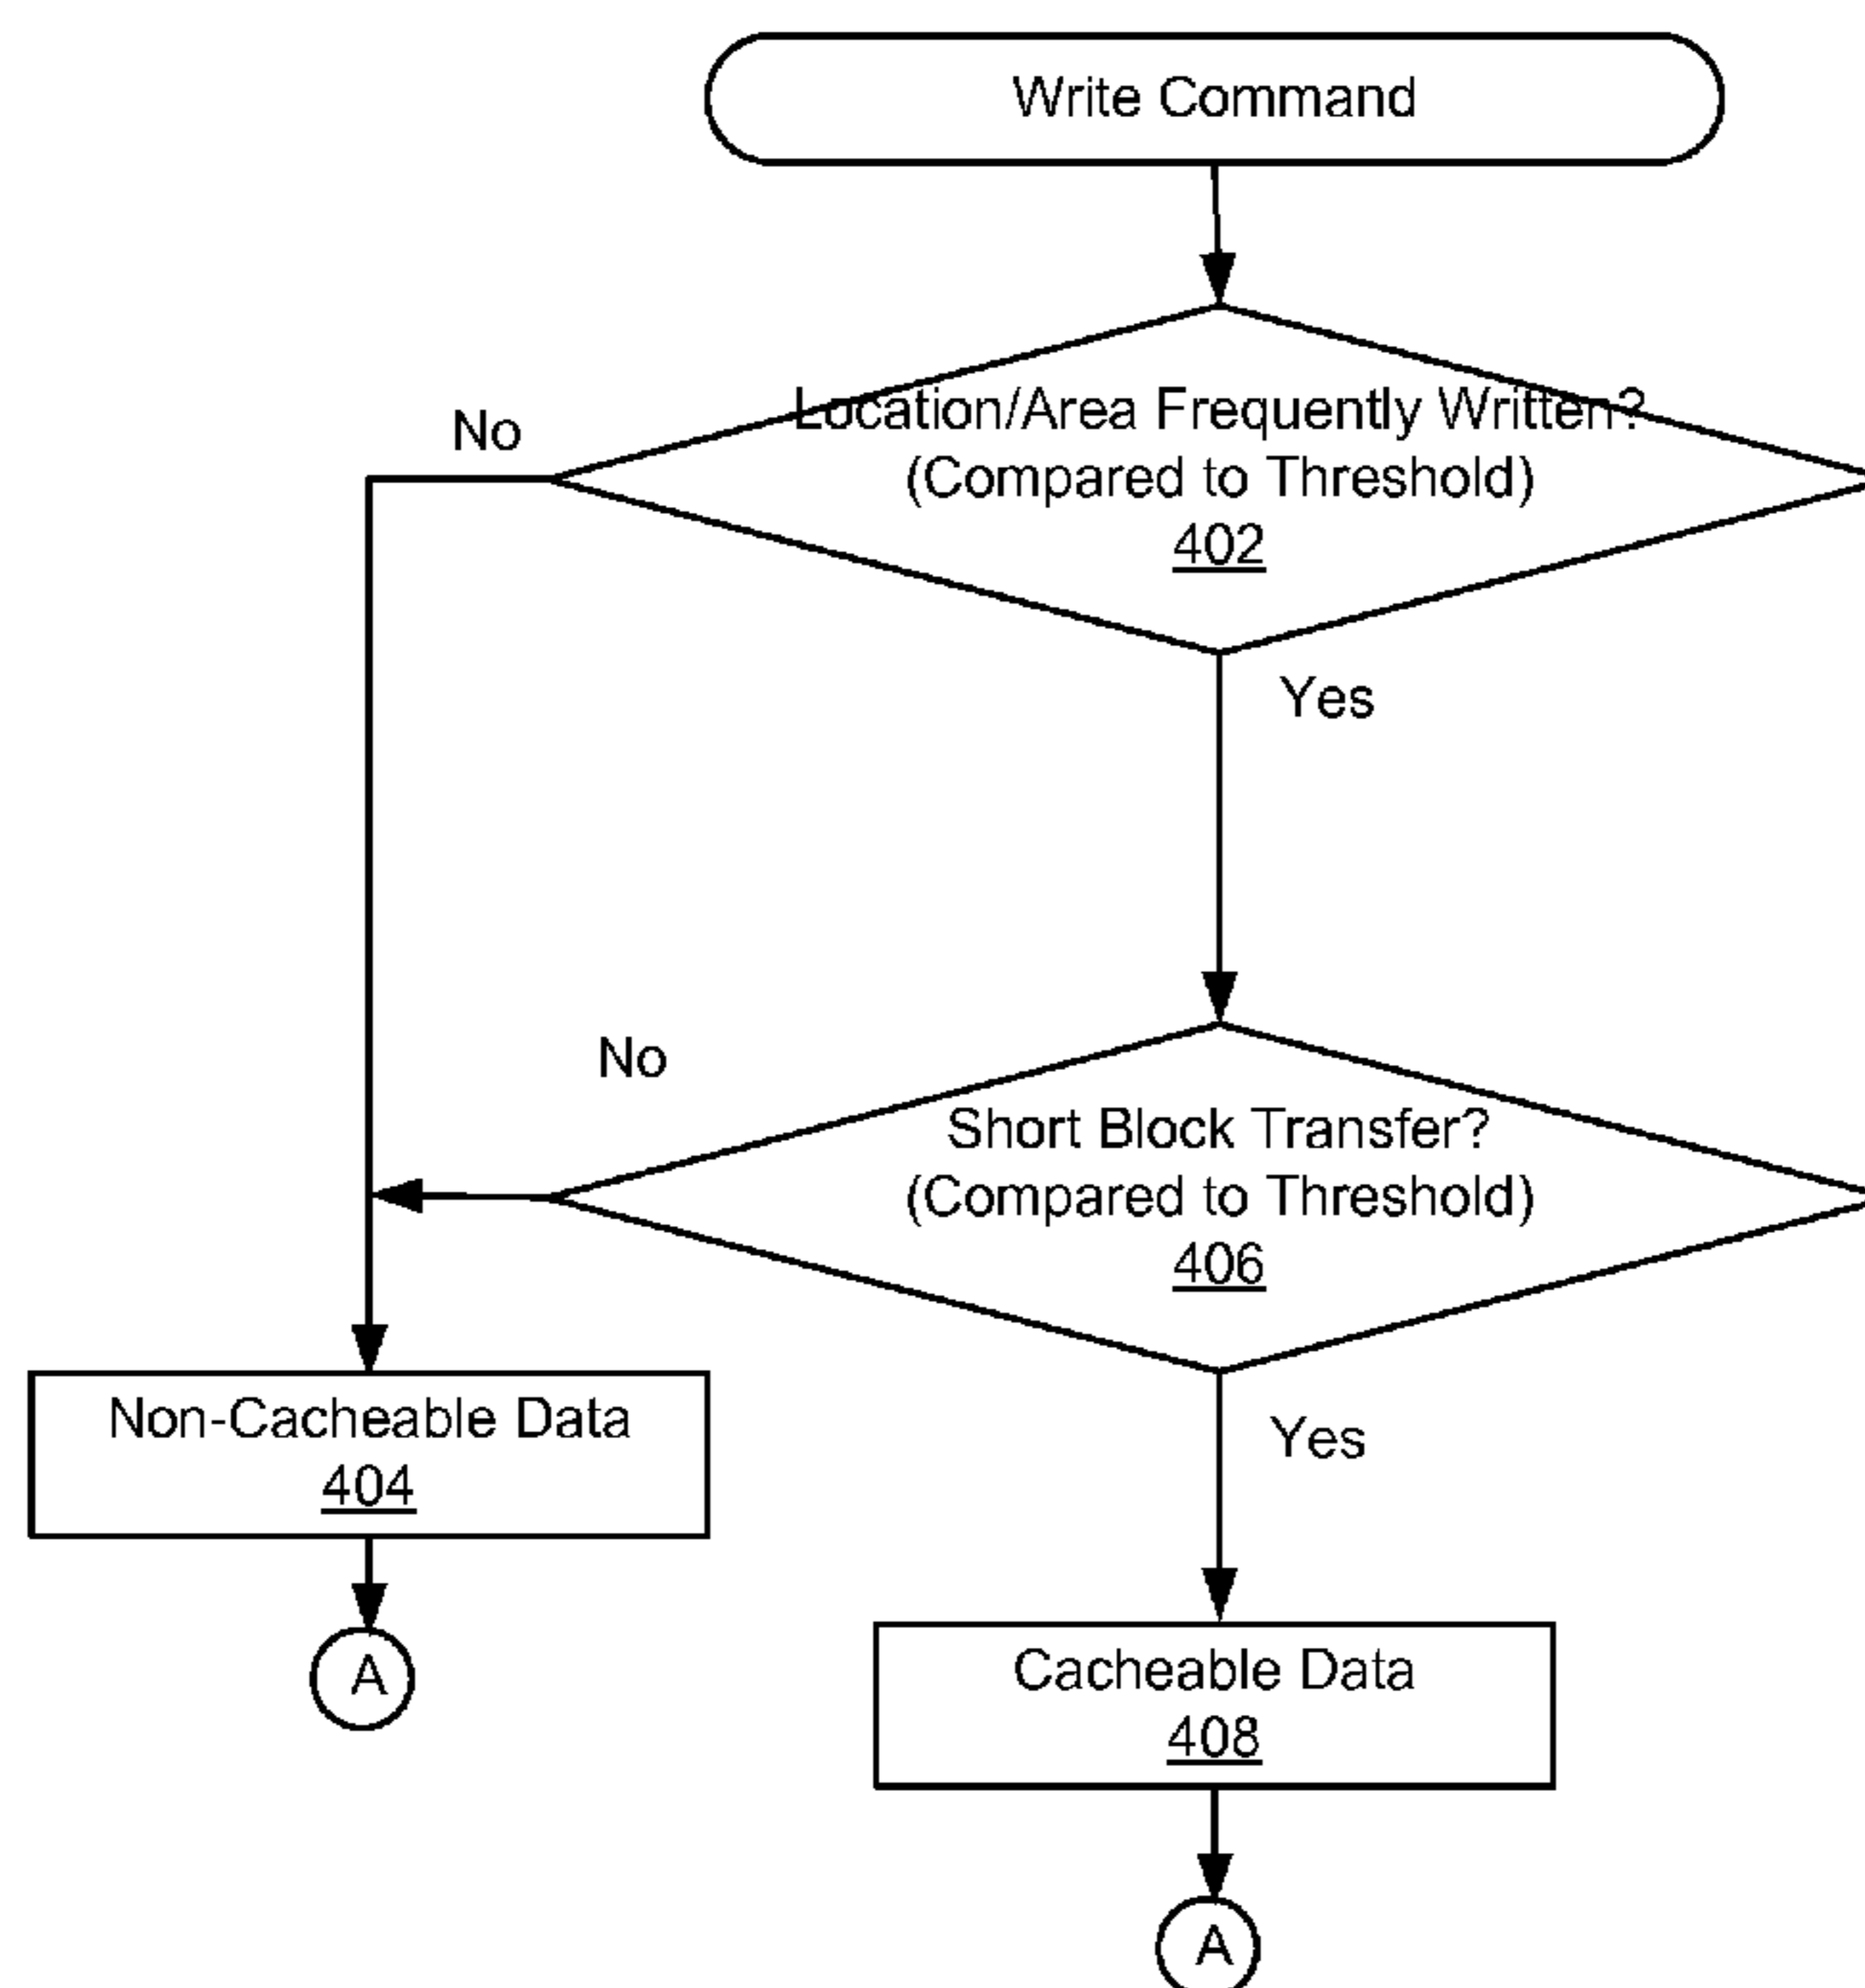 Write Command
Location/Area Frequently Written?
(Compared to Threshold)
402
No
Yes
No
Short Block Transfer?
(Compared to Threshold)
406
Yes
Non-Cacheable Data
404
Cacheable Data
408
A
A